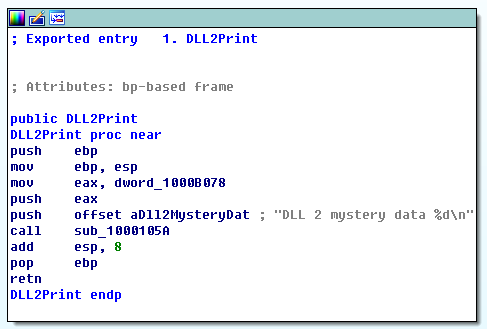 ; Exported entry   1. DLL2Print
; Attributes: bp-based frame
public DLL2Print
DLL2Print proc near
push    ebp
mov     ebp, esp
mov     eax, dword_1000B078
push    eax
push    offset aDll2MysteryDat ; "DLL 2 mystery data %d\n"
call    sub_1000105A
add     esp, 8
pop     ebp
retn
DLL2Print endp